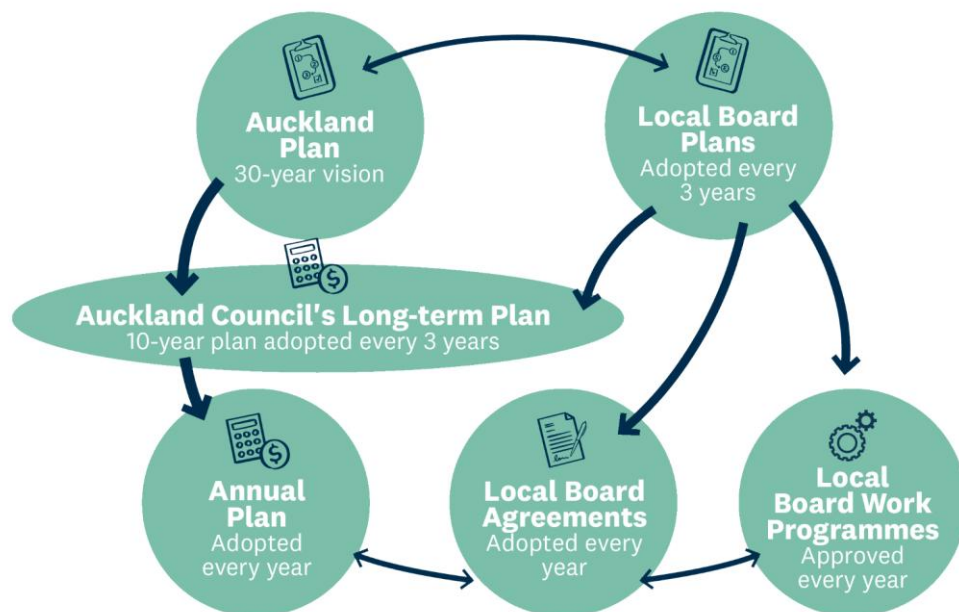 Auckland
Plan
30-year vision
Local Board
Plans
Adopted every
3 years
$
Auckland Council's Long-term Plan
10-year plan adopted every 3 years
$
Annual
Plan
Adopted
every year
Local Board
Agreements
Adopted every
year
Local
Board Work
Programmes
Approved
every year